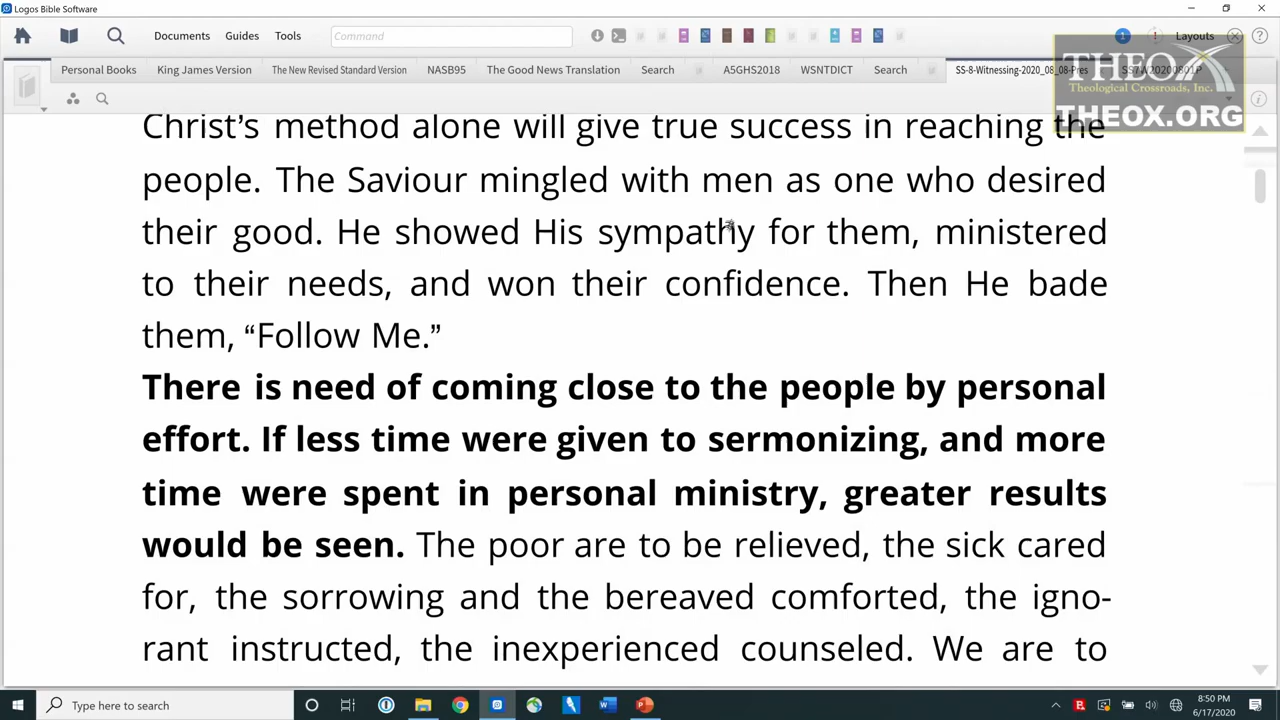 Logos Bible Software
Documents Guides Tools Command Layouts
Personal Books King James Version The New Revised Stan NASB95 The Good News Translation Search A5GHS2018 WSNTDICT Search SS-8-Witnessing-2020_08_08-Pres SS7W20200801P
THEOX
Theological Crossroads, Inc.
THEOX.ORG
Christ's method alone will give true success in reaching the
people. The Saviour mingled with men as one who desired
their good. He showed His sympathy for them, ministered
to their needs, and won their confidence. Then He bade
them, “Follow Me.”
There is need of coming close to the people by personal
effort. If less time were given to sermonizing, and more
time were spent in personal ministry, greater results
would be seen. The poor are to be relieved, the sick cared
for, the sorrowing and the bereaved comforted, the igno-
rant instructed, the inexperienced counseled. We are to
Type here to search
8:50 PM
6/17/2020